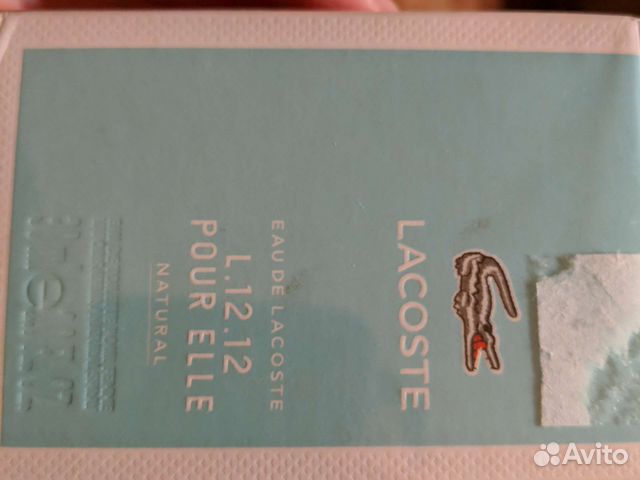 LACOSTE
EAU DE LACOSTE
L.12.12
POUR ELLE
NATURAL
Avito